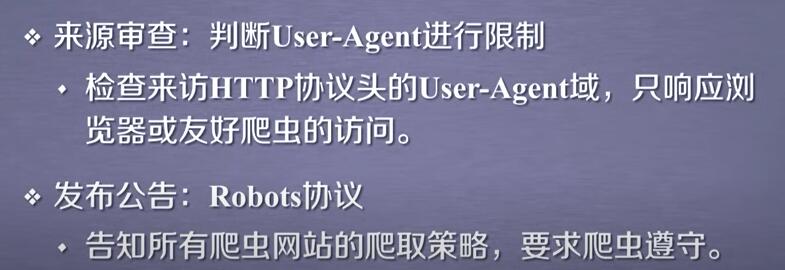 ❖ 来源审查：判断User-Agent进行限制
• 检查来访HTTP协议头的User-Agent域，只响应浏
览器或友好爬虫的访问。
❖ 发布公告：Robots协议
• 告知所有爬虫网站的爬取策略，要求爬虫遵守。